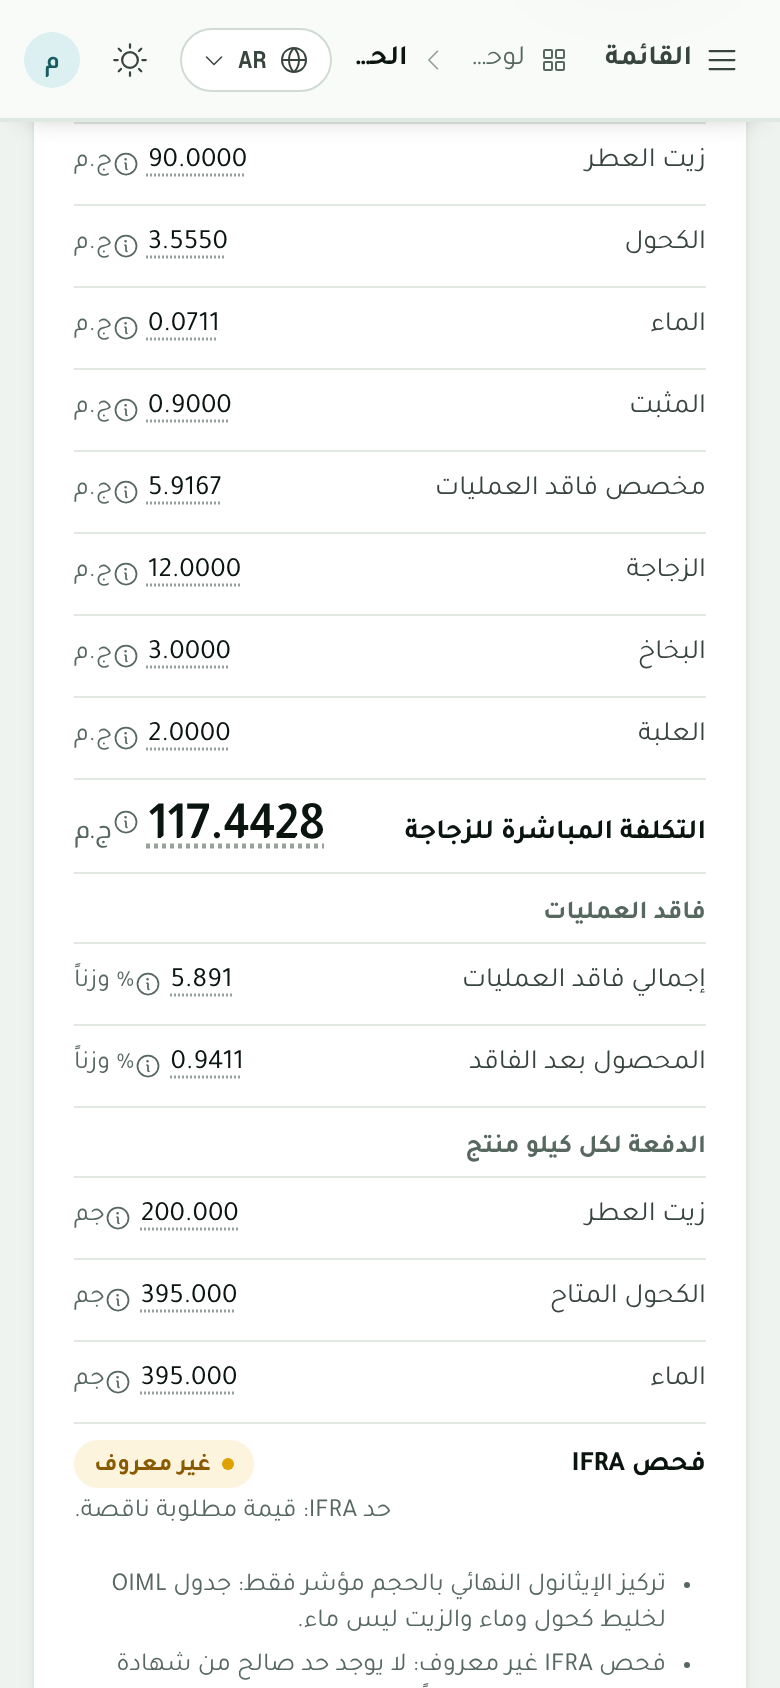 القائمة
لوحـ...
الحـ...
AR
م
زيت العطر 90.0000 ج.م
الكحول 3.5550 ج.م
الماء 0.0711 ج.م
المثبت 0.9000 ج.م
مخصص فاقد العمليات 5.9167 ج.م
الزجاجة 12.0000 ج.م
البخاخ 3.0000 ج.م
العلبة 2.0000 ج.م
التكلفة المباشرة للزجاجة 117.4428 ج.م
فاقد العمليات
إجمالي فاقد العمليات 5.891 % وزناً
المحصول بعد الفاقد 0.9411 % وزناً
الدفعة لكل كيلو منتج
زيت العطر 200.000 جم
الكحول المتاح 395.000 جم
الماء 395.000 جم
فحص IFRA غير معروف
حد IFRA: قيمة مطلوبة ناقصة.
• تركيز الإيثانول النهائي بالحجم مؤشر فقط: جدول OIML
لخليط كحول وماء والزيت ليس ماء.
• فحص IFRA غير معروف: لا يوجد حد صالح من شهادة